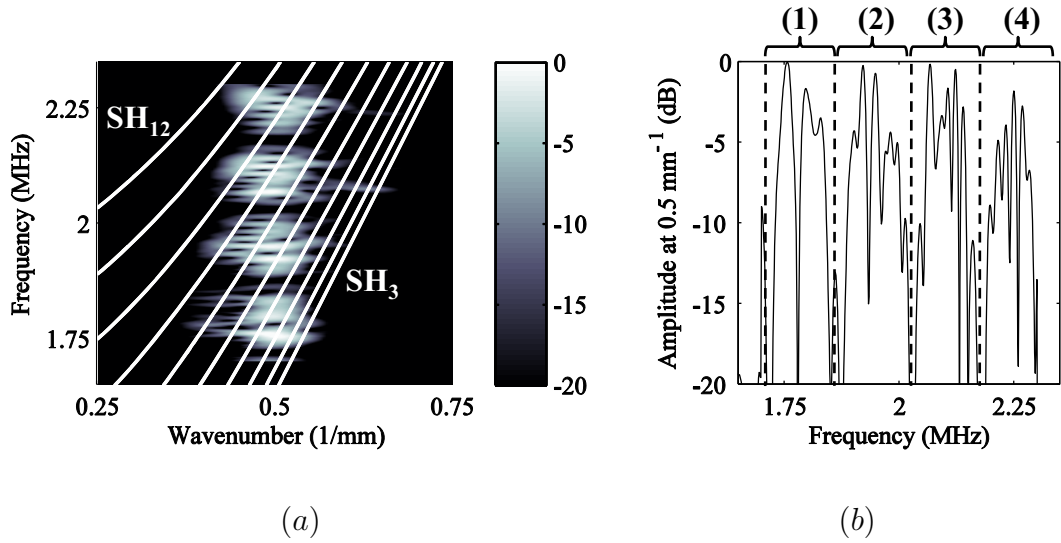 (1) (2) (3) (4)
SH12
SH3
2.25
2
1.75
Frequency (MHz)
0.25 0.5 0.75
Wavenumber (1/mm)
0
-5
-10
-15
-20
(a)
0
-5
-10
-15
-20
Amplitude at 0.5 mm⁻¹ (dB)
1.75 2 2.25
Frequency (MHz)
(b)